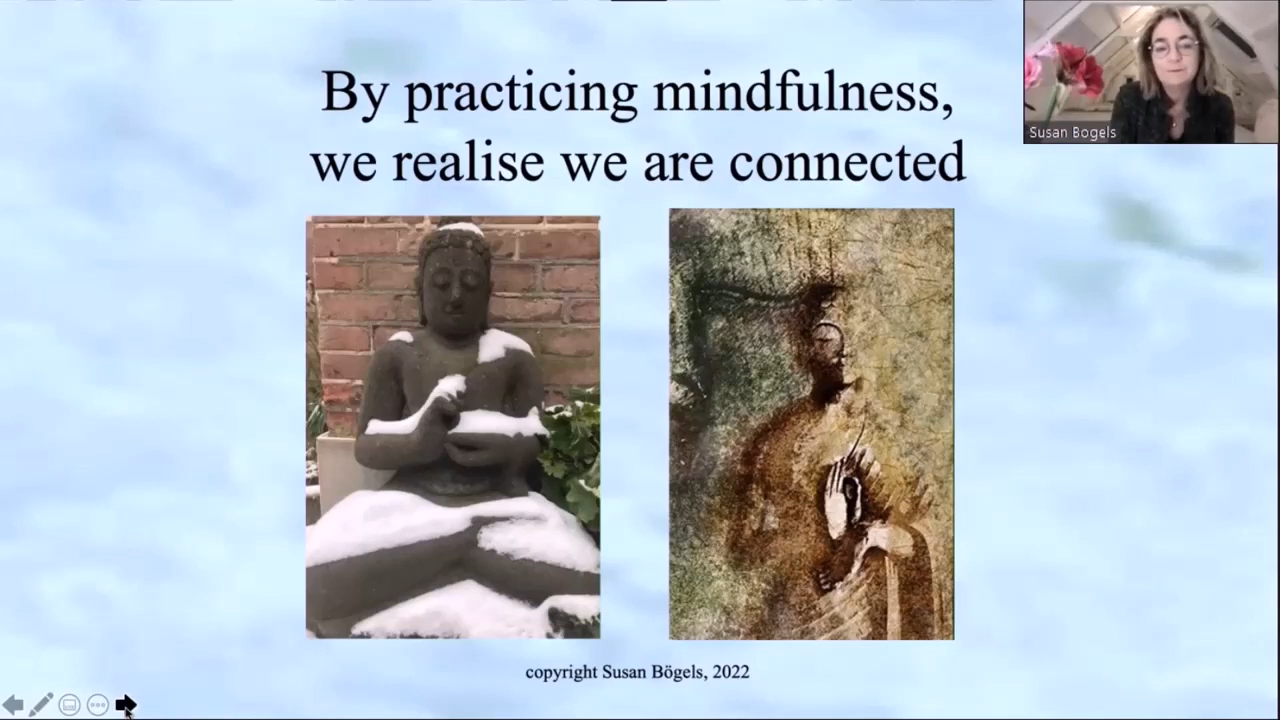 By practicing mindfulness,
we realise we are connected
Susan Bogels
copyright Susan Bögels, 2022